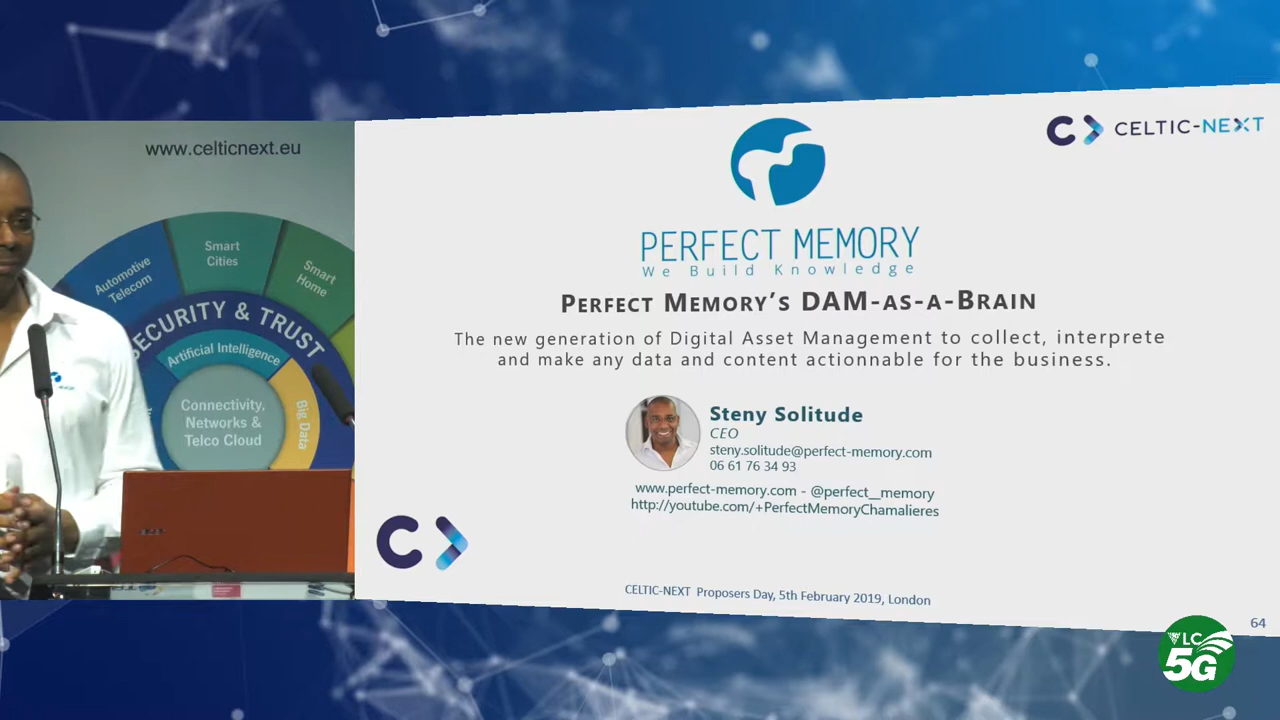 www.celticnext.eu
Automotive
Telecom
Smart
Cities
Smart
Home
SECURITY & TRUST
Artificial Intelligence
Connectivity,
Networks &
Telco Cloud
Big Data
CELTIC-NEXT
PERFECT MEMORY
We Build Knowledge
PERFECT MEMORY'S DAM-AS-A-BRAIN
The new generation of Digital Asset Management to collect, interprete
and make any data and content actionnable for the business.
Steny Solitude
CEO
steny.solitude@perfect-memory.com
06 61 76 34 93
www.perfect-memory.com - @perfect__memory
http://youtube.com/+PerfectMemoryChamalieres
CELTIC-NEXT Proposers Day, 5th February 2019, London
64
VLC
5G